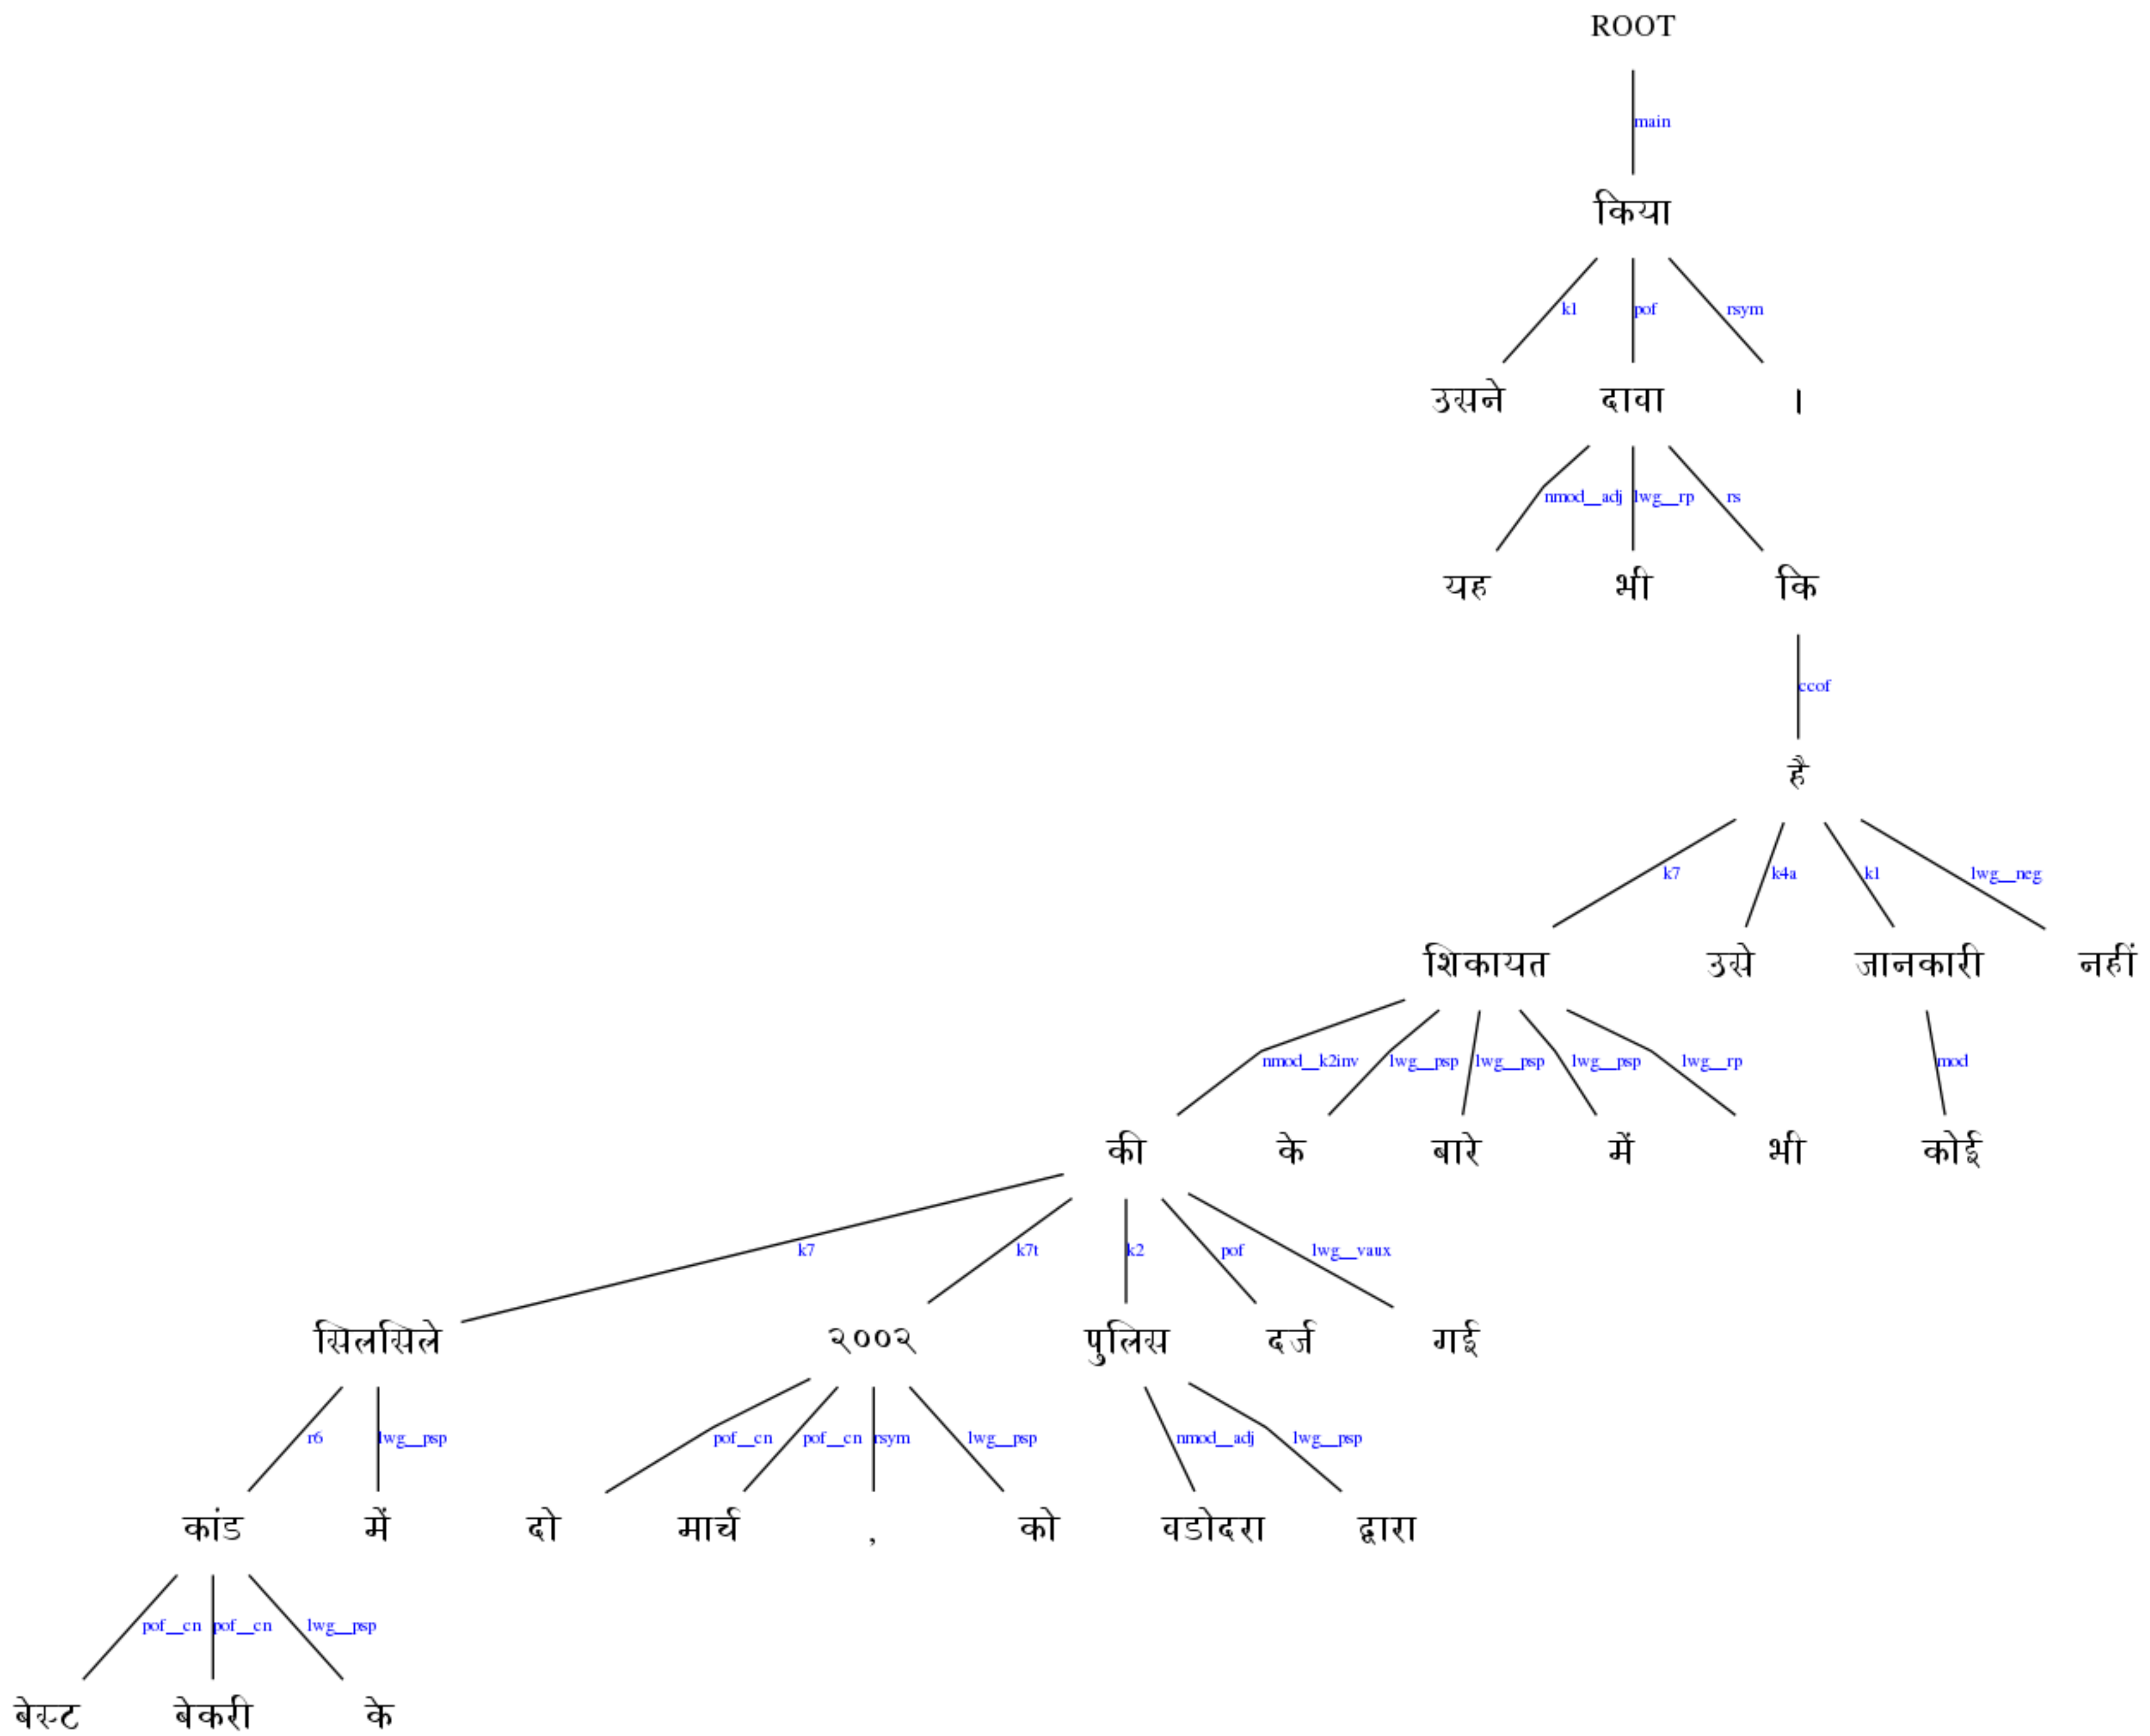 ROOT
main
किया
k1 pof rsym
उसने दावा ।
nmod__adj lwg__rp rs
यह भी कि
ccof
है
k7 k4a k1 lwg__neg
शिकायत उसे जानकारी नहीं
nmod__k2inv lwg__psp lwg__psp lwg__psp lwg__rp mod
की के बारे में भी कोई
k7 k7t k2 pof lwg__vaux
सिलसिले २००२ पुलिस दर्ज गई
r6 lwg__psp pof__cn pof__cn rsym lwg__psp nmod__adj lwg__psp
कांड में दो मार्च , को वडोदरा द्वारा
pof__cn pof__cn lwg__psp
बेस्ट बेकरी के